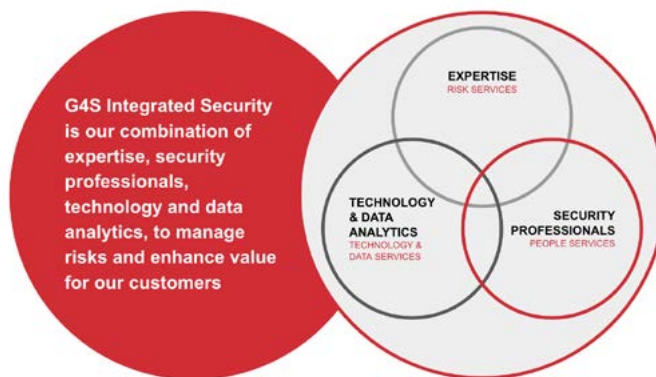 G4S Integrated Security
is our combination of
expertise, security
professionals,
technology and data
analytics, to manage
risks and enhance value
for our customers
EXPERTISE
RISK SERVICES
TECHNOLOGY
& DATA
ANALYTICS
TECHNOLOGY &
DATA SERVICES
SECURITY
PROFESSIONALS
PEOPLE SERVICES